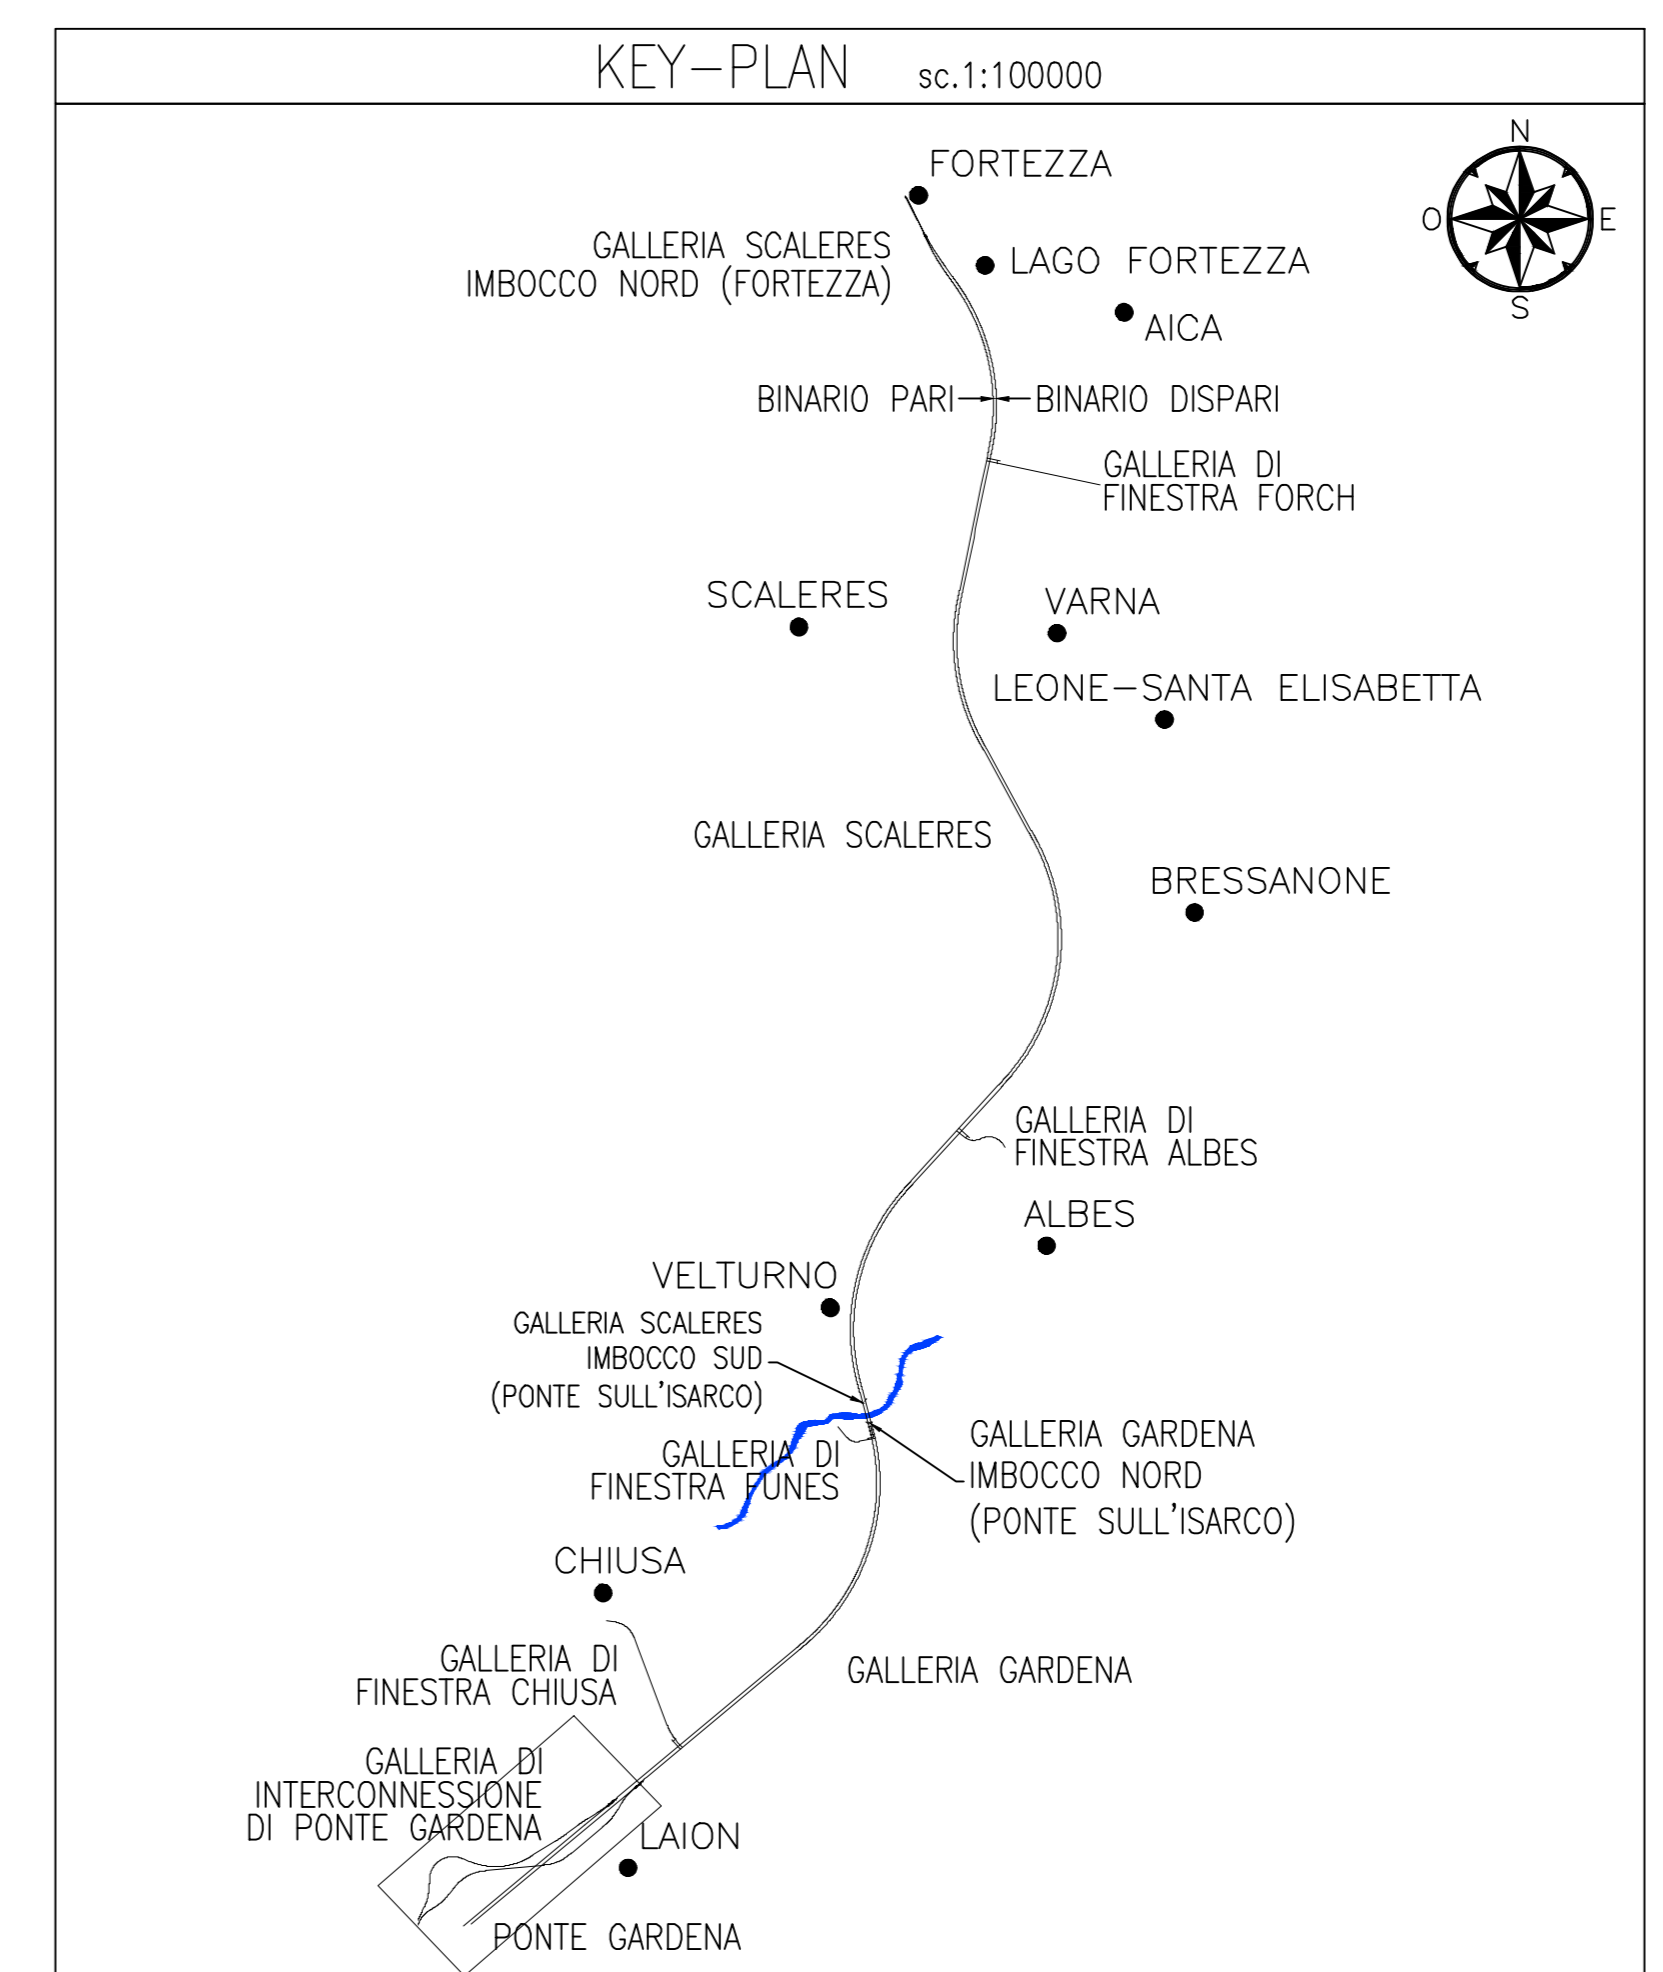 KEY-PLAN sc.1:100000
N
O
E
S
FORTEZZA
GALLERIA SCALERES
IMBOCCO NORD (FORTEZZA)
LAGO FORTEZZA
AICA
BINARIO PARI
BINARIO DISPARI
GALLERIA DI
FINESTRA FORCH
SCALERES
VARNA
LEONE-SANTA ELISABETTA
GALLERIA SCALERES
BRESSANONE
GALLERIA DI
FINESTRA ALBES
ALBES
VELTURNO
GALLERIA SCALERES
IMBOCCO SUD
(PONTE SULL'ISARCO)
GALLERIA GARDENA
IMBOCCO NORD
(PONTE SULL'ISARCO)
GALLERIA DI
FINESTRA FUNES
CHIUSA
GALLERIA DI
FINESTRA CHIUSA
GALLERIA GARDENA
GALLERIA DI
INTERCONNESSIONE
DI PONTE GARDENA
LAION
PONTE GARDENA